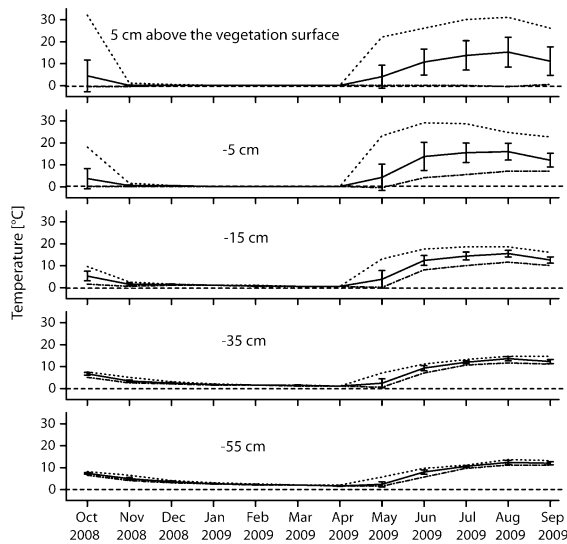 30
20
10
0
5 cm above the vegetation surface
30
20
10
0
-5 cm
Temperature [°C]
30
20
10
0
-15 cm
30
20
10
0
-35 cm
30
20
10
0
-55 cm
Oct Nov Dec Jan Feb Mar Apr May Jun Jul Aug Sep
2008 2008 2008 2009 2009 2009 2009 2009 2009 2009 2009 2009